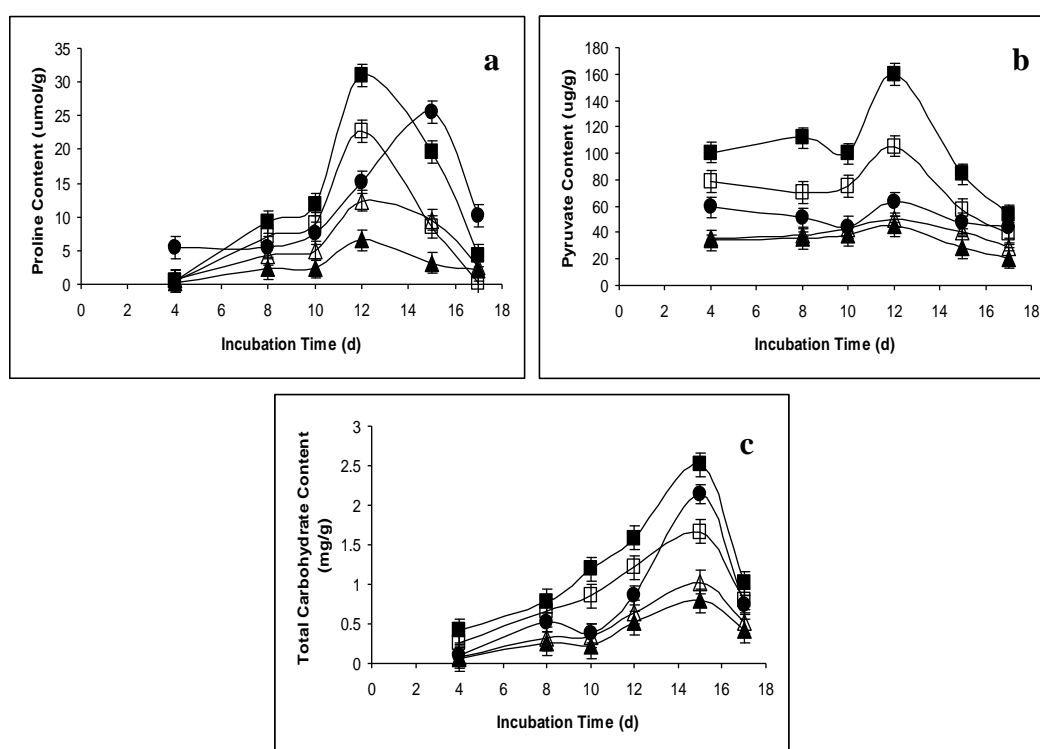 a
Proline Content (umol/g)
35
30
25
20
15
10
5
0
0 2 4 6 8 10 12 14 16 18
Incubation Time (d)
b
Pyruvate Content (ug/g)
180
160
140
120
100
80
60
40
20
0
0 2 4 6 8 10 12 14 16 18
Incubation Time (d)
c
Total Carbohydrate Content
(mg/g)
3
2.5
2
1.5
1
0.5
0
0 2 4 6 8 10 12 14 16 18
Incubation Time (d)